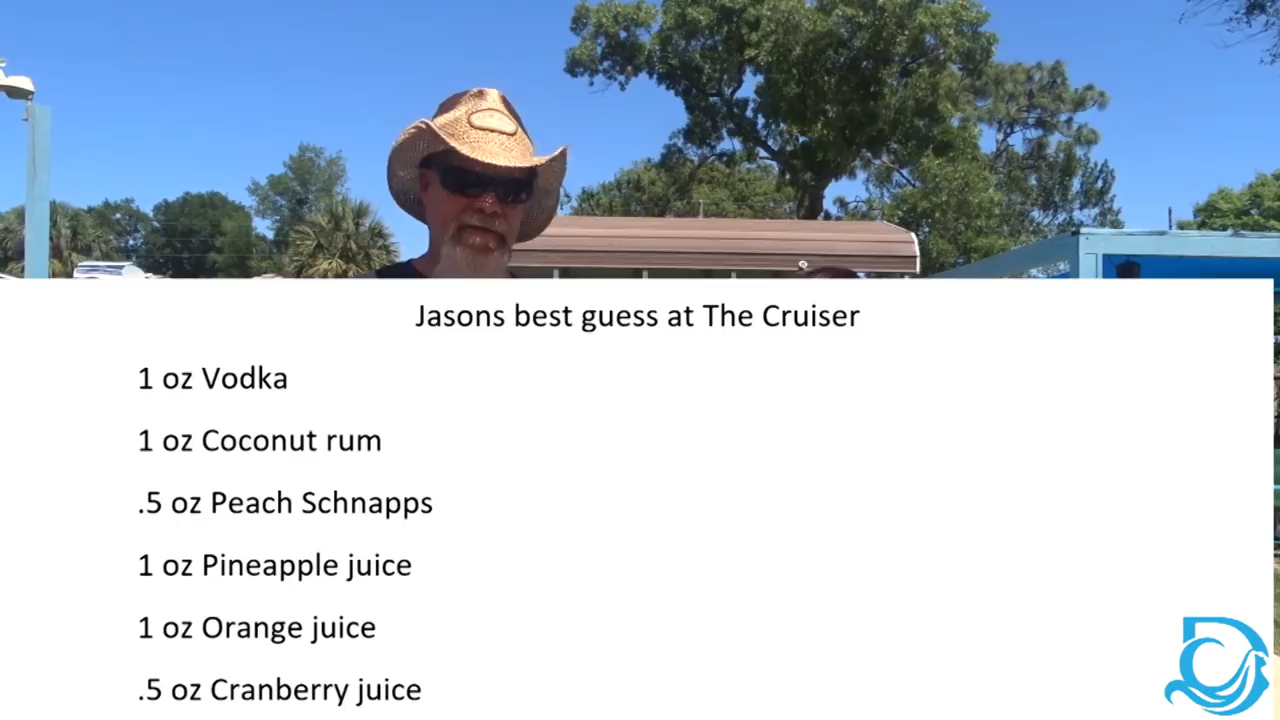 Jasons best guess at The Cruiser
1 oz Vodka
1 oz Coconut rum
.5 oz Peach Schnapps
1 oz Pineapple juice
1 oz Orange juice
.5 oz Cranberry juice